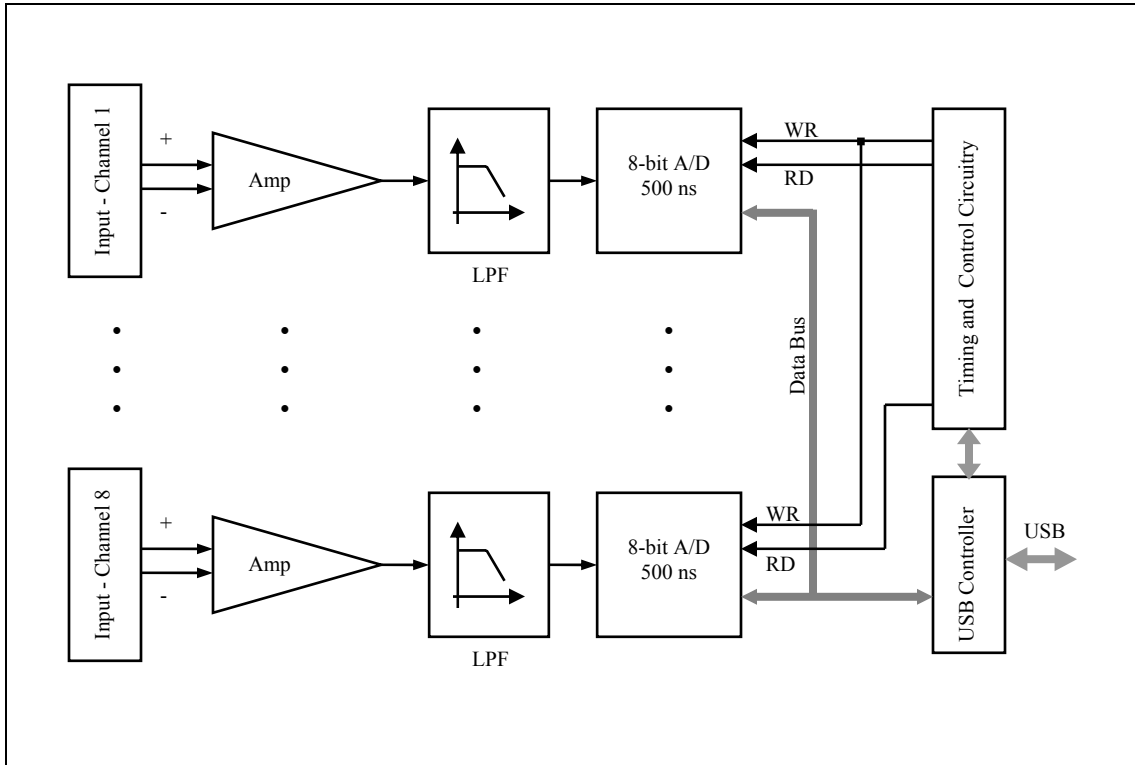 Input - Channel 1
+
-
Amp
LPF
8-bit A/D
500 ns
WR
RD
Timing and Control Circuitry
Data Bus
Input - Channel 8
+
-
Amp
LPF
8-bit A/D
500 ns
WR
RD
USB Controller
USB